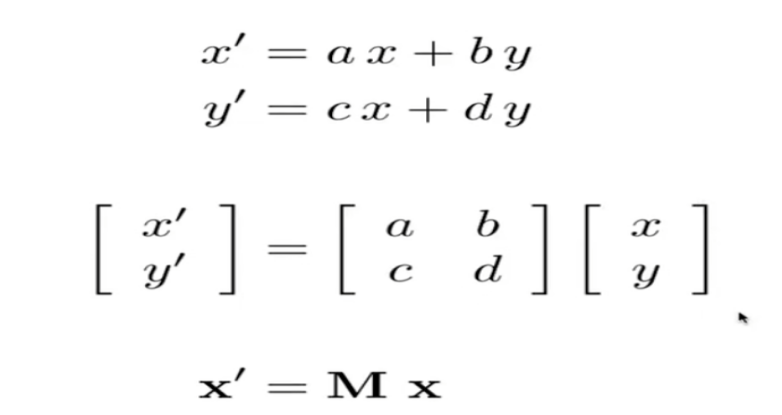 x′ = a x + b y
y′ = c x + d y
[ x′ ] = [ a b ] [ x ]
[ y′ ] = [ c d ] [ y ]
x′ = M x